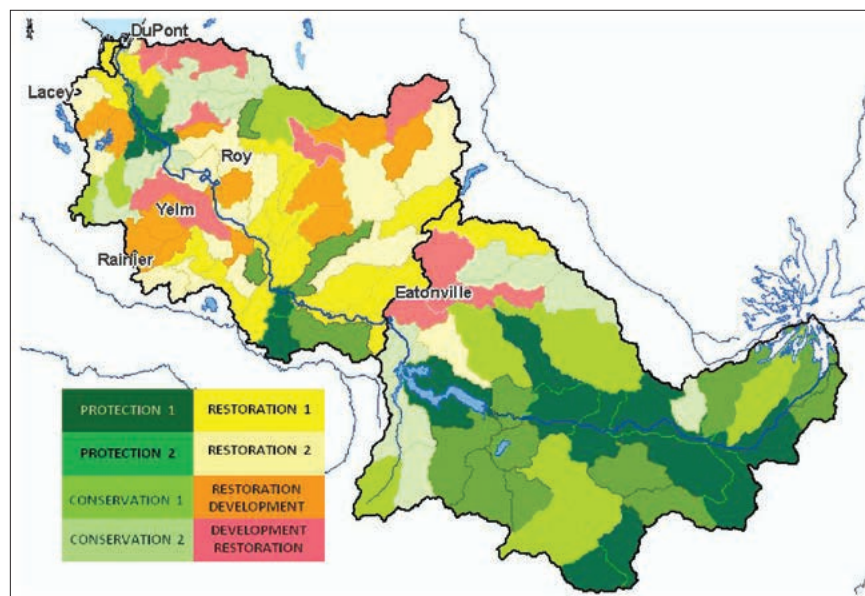 DuPont
Lacey
Roy
Yelm
Rainier
Eatonville
PROTECTION 1
RESTORATION 1
PROTECTION 2
RESTORATION 2
CONSERVATION 1
RESTORATION
DEVELOPMENT
CONSERVATION 2
DEVELOPMENT
RESTORATION